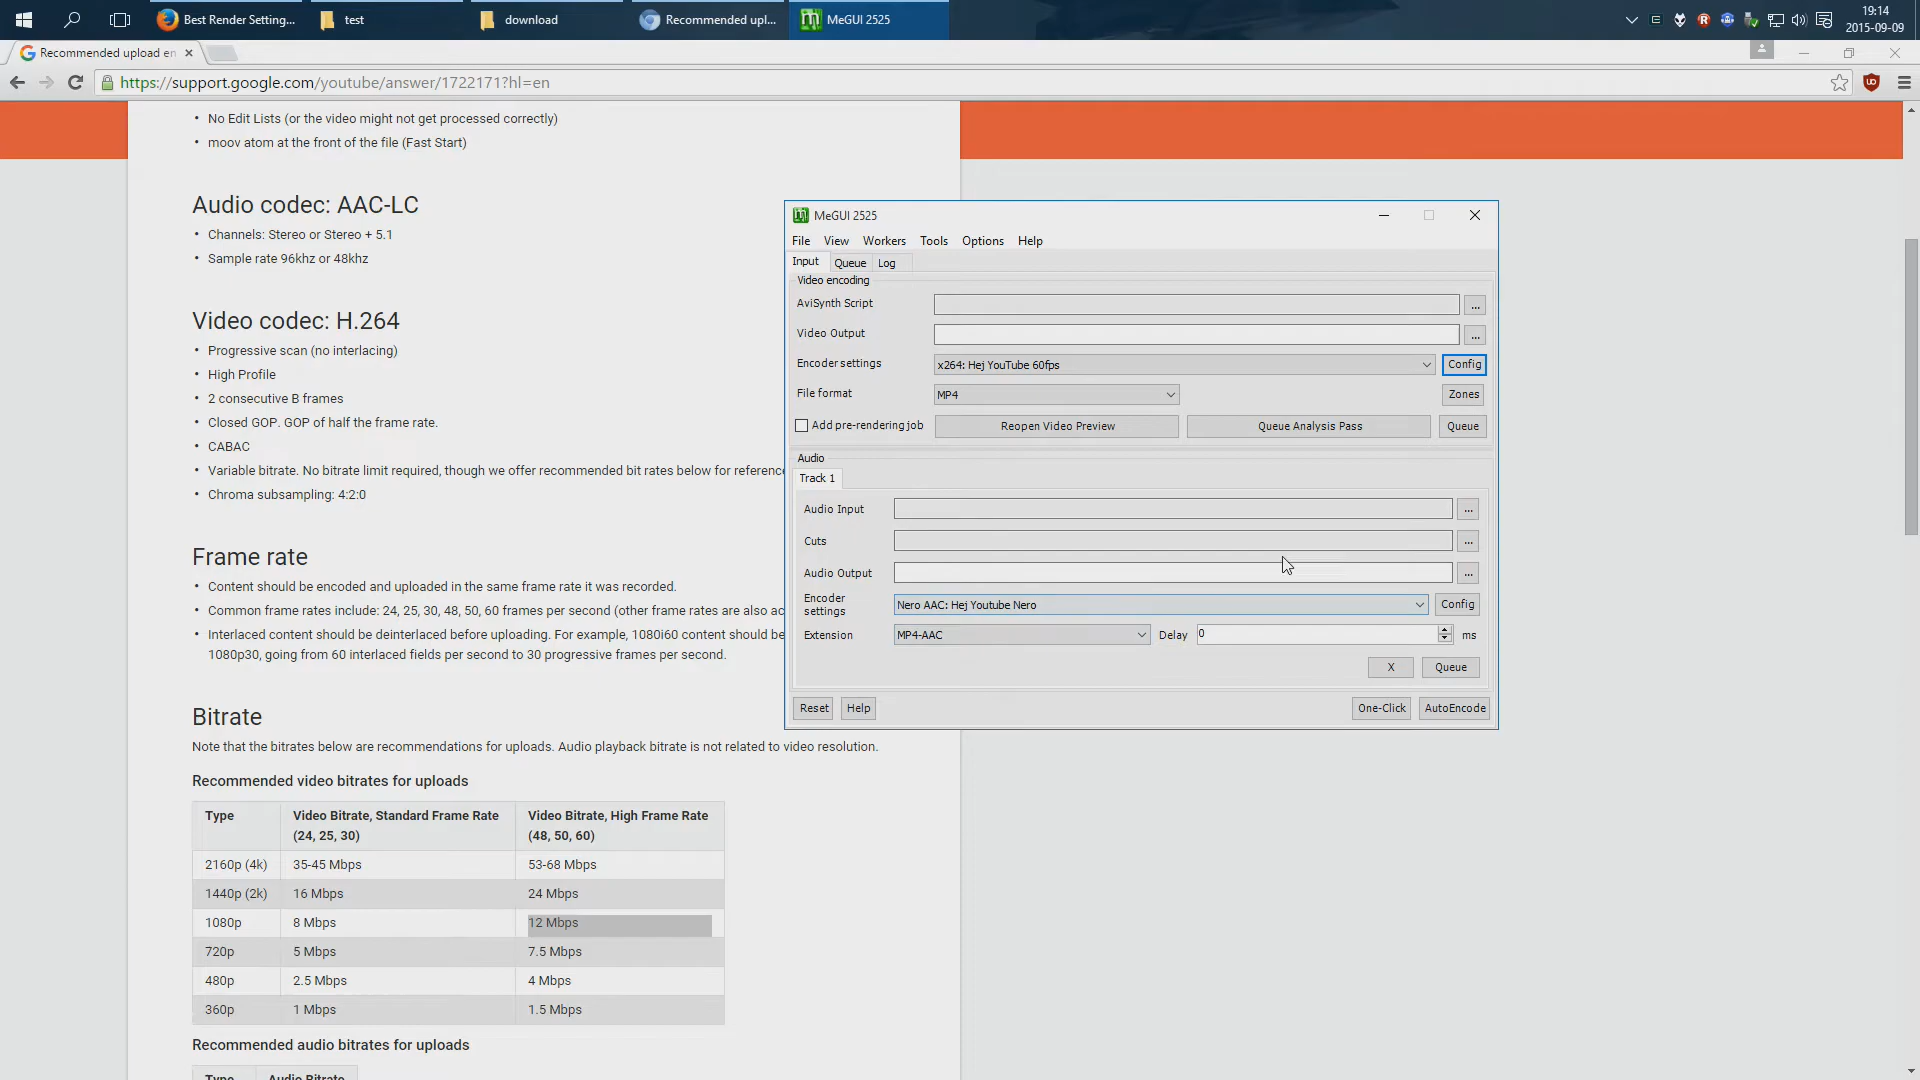 Best Render Setting...
test
download
Recommended upl...
MeGUI 2525
19:14
2015-09-09
Recommended upload en
https://support.google.com/youtube/answer/1722171?hl=en
No Edit Lists (or the video might not get processed correctly)
moov atom at the front of the file (Fast Start)
Audio codec: AAC-LC
Channels: Stereo or Stereo + 5.1
Sample rate 96khz or 48khz
Video codec: H.264
Progressive scan (no interlacing)
High Profile
2 consecutive B frames
Closed GOP. GOP of half the frame rate.
CABAC
Variable bitrate. No bitrate limit required, though we offer recommended bit rates below for reference
Chroma subsampling: 4:2:0
Frame rate
Content should be encoded and uploaded in the same frame rate it was recorded.
Common frame rates include: 24, 25, 30, 48, 50, 60 frames per second (other frame rates are also ac
Interlaced content should be deinterlaced before uploading. For example, 1080i60 content should be
1080p30, going from 60 interlaced fields per second to 30 progressive frames per second.
Bitrate
Note that the bitrates below are recommendations for uploads. Audio playback bitrate is not related to video resolution.
Recommended video bitrates for uploads
Type
Video Bitrate, Standard Frame Rate
(24, 25, 30)
Video Bitrate, High Frame Rate
(48, 50, 60)
2160p (4k)
35-45 Mbps
53-68 Mbps
1440p (2k)
16 Mbps
24 Mbps
1080p
8 Mbps
12 Mbps
720p
5 Mbps
7.5 Mbps
480p
2.5 Mbps
4 Mbps
360p
1 Mbps
1.5 Mbps
Recommended audio bitrates for uploads
Type
Audio Bitrate
MeGUI 2525
File View Workers Tools Options Help
Input Queue Log
Video encoding
AviSynth Script
...
Video Output
...
Encoder settings
x264: Hej YouTube 60fps
Config
File format
MP4
Zones
Add pre-rendering job
Reopen Video Preview
Queue Analysis Pass
Queue
Audio
Track 1
Audio Input
...
Cuts
...
Audio Output
...
Encoder
settings
Nero AAC: Hej Youtube Nero
Config
Extension
MP4-AAC
Delay
0
ms
X
Queue
Reset
Help
One-Click
AutoEncode